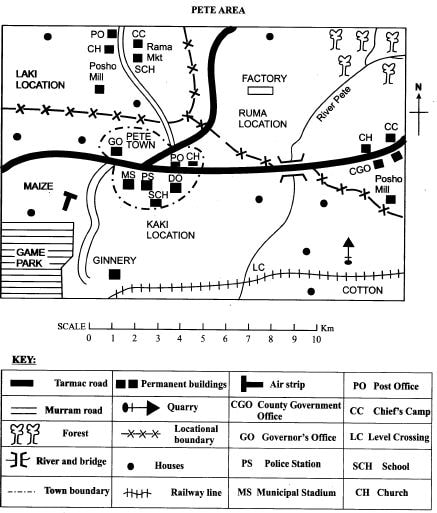 PETE AREA
PO
CC
CH
Rama
Mkt
SCH
Posho
Mill
LAKI
LOCATION
FACTORY
RUMA
LOCATION
River Pete
N
PETE
TOWN
GO
PO
CH
CH
CC
CGO
Posho
Mill
MS
PS
DO
SCH
MAIZE
KAKI
LOCATION
GAME
PARK
GINNERY
LC
COTTON
SCALE
0 1 2 3 4 5 6 7 8 9 10
Km
KEY:
Tarmac road
Permanent buildings
Air strip
PO Post Office
Murram road
Quarry
CGO County Government
Office
CC Chief's Camp
Forest
Locational
boundary
GO Governor's Office
LC Level Crossing
River and bridge
Houses
PS Police Station
SCH School
Town boundary
Railway line
MS Municipal Stadium
CH Church